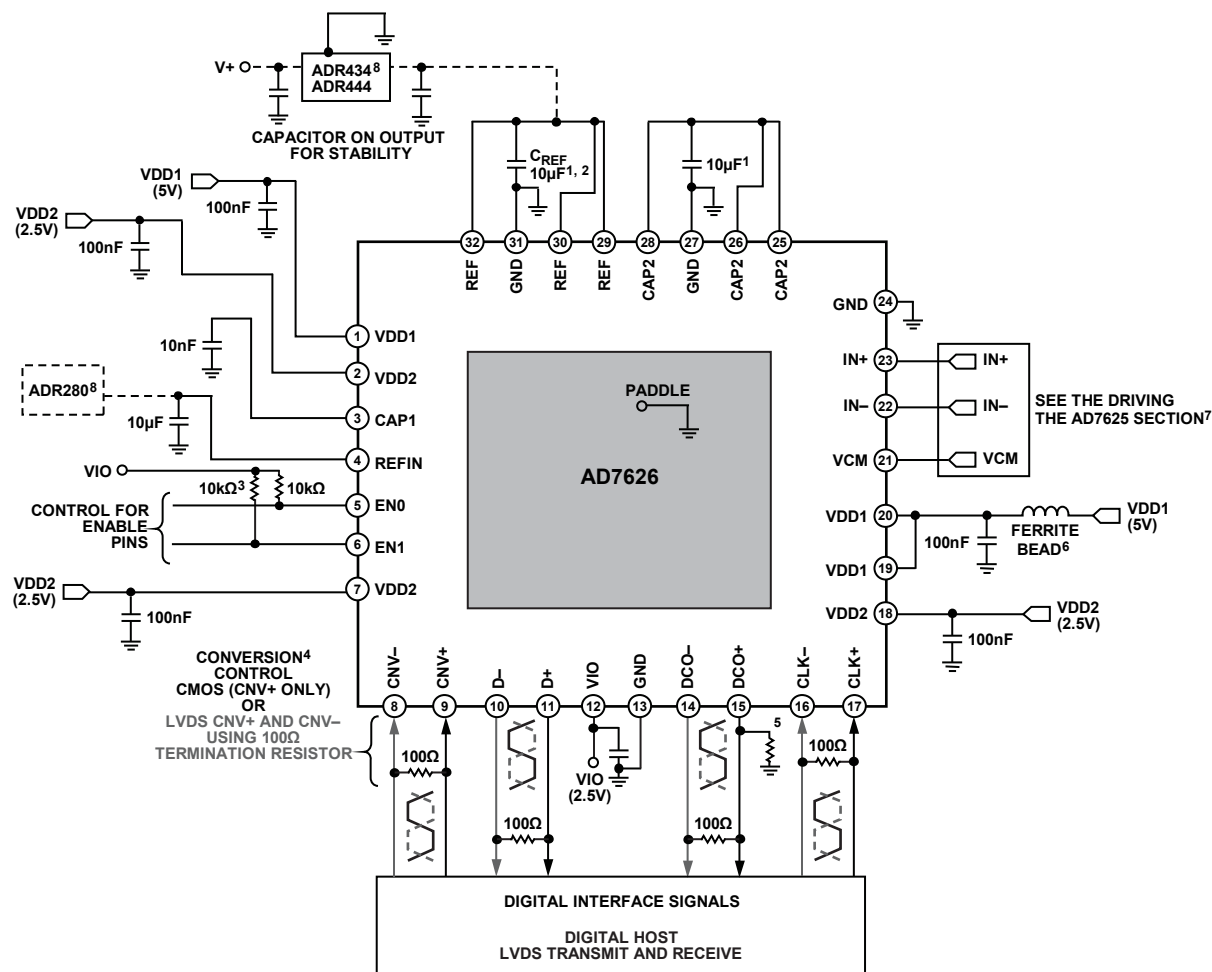 V+
ADR434⁸
ADR444
CAPACITOR ON OUTPUT
FOR STABILITY
C_REF
10µF¹, ²
10µF¹
VDD1
(5V)
100nF
VDD2
(2.5V)
100nF
32
31
30
29
28
27
26
25
REF
GND
REF
REF
CAP2
GND
CAP2
CAP2
10nF
ADR280⁸
10µF
VIO
10kΩ³
10kΩ
CONTROL FOR
ENABLE
PINS
VDD2
(2.5V)
100nF
1 VDD1
2 VDD2
3 CAP1
4 REFIN
5 EN0
6 EN1
7 VDD2
PADDLE
AD7626
GND 24
IN+ 23
IN– 22
VCM 21
VDD1 20
VDD1 19
VDD2 18
IN+
IN–
VCM
SEE THE DRIVING
THE AD7625 SECTION⁷
100nF
FERRITE
BEAD⁶
VDD1
(5V)
VDD2
(2.5V)
100nF
CONVERSION⁴
CONTROL
CMOS (CNV+ ONLY)
OR
LVDS CNV+ AND CNV–
USING 100Ω
TERMINATION RESISTOR
CNV–
CNV+
D–
D+
VIO
GND
DCO–
DCO+
CLK–
CLK+
8
9
10
11
12
13
14
15
16
17
5
100Ω
VIO
(2.5V)
100Ω
100Ω
100Ω
DIGITAL INTERFACE SIGNALS
DIGITAL HOST
LVDS TRANSMIT AND RECEIVE